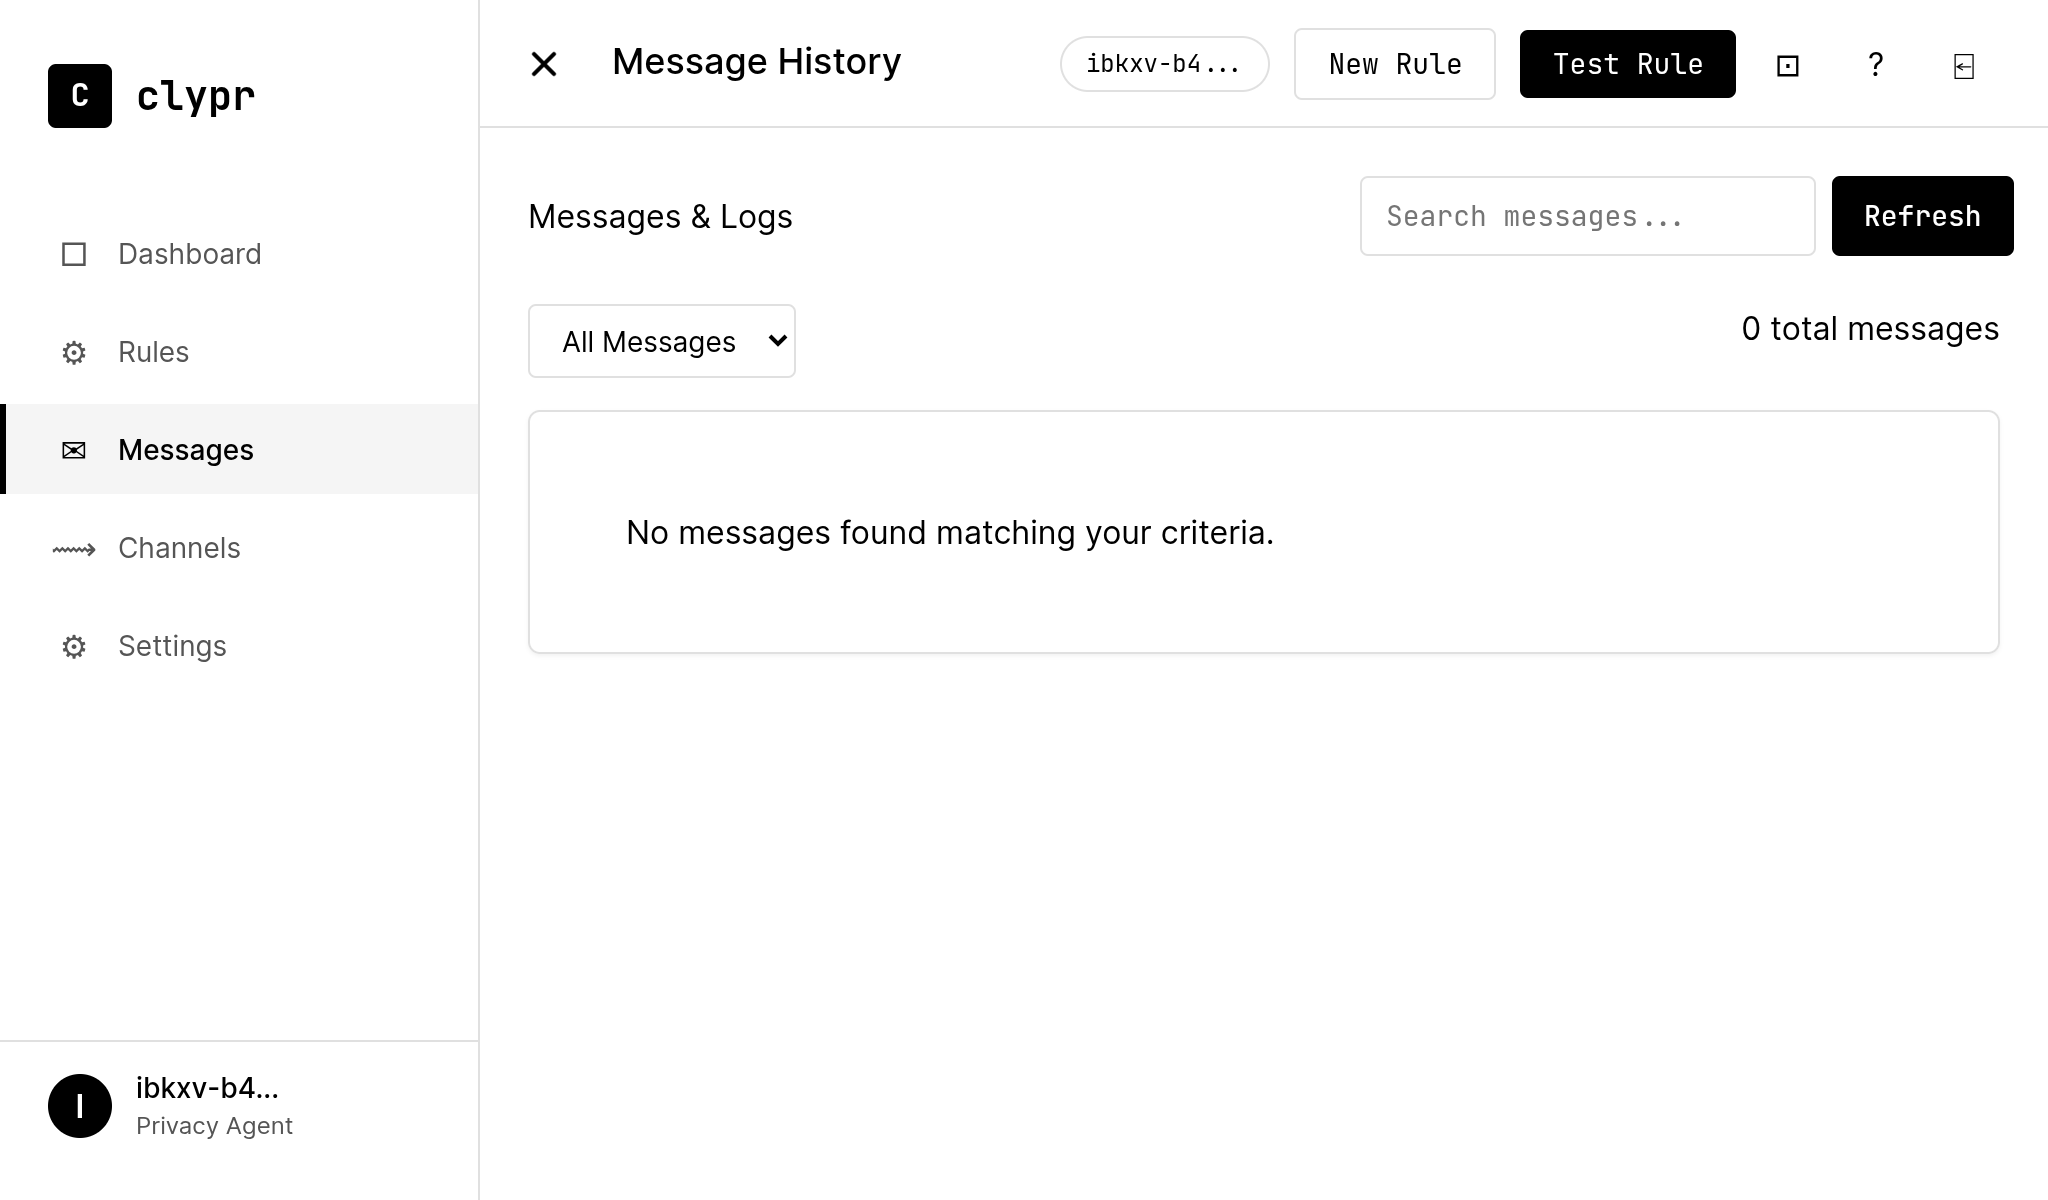 C clypr
Dashboard
Rules
Messages
Channels
Settings
I
ibkxv-b4...
Privacy Agent
Message History
ibkxv-b4...
New Rule
Test Rule
?
Messages & Logs
Search messages...
Refresh
All Messages
0 total messages
No messages found matching your criteria.